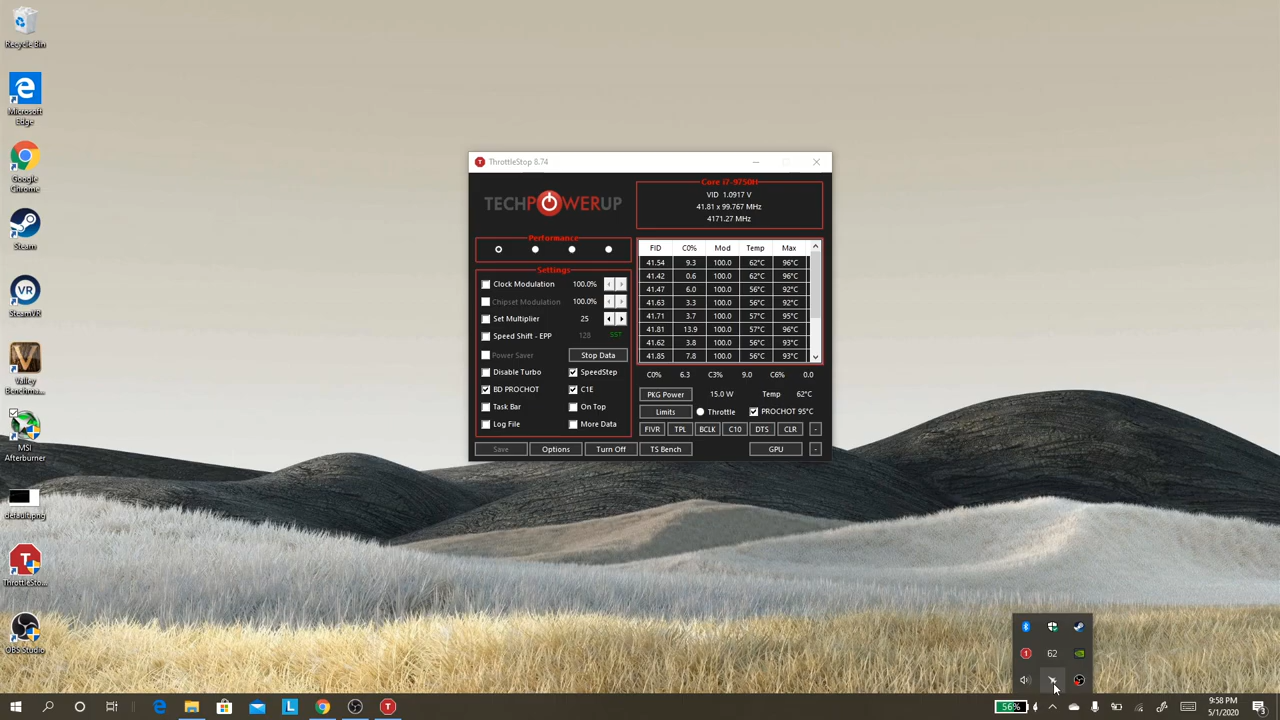 Recycle Bin
Microsoft
Edge
Google
Chrome
Steam
VR
SteamVR
Valley
Benchma...
MSI
Afterburner
default.png
T
ThrottleSto...
OBS Studio
T
ThrottleStop 8.74
TECHPOWERUP
Core i7-9750H
VID 1.0917 V
41.81 x 99.767 MHz
4171.27 MHz
Performance
Settings
Clock Modulation 100.0%
Chipset Modulation 100.0%
Set Multiplier 25
Speed Shift - EPP 128 SST
Power Saver Stop Data
Disable Turbo SpeedStep
BD PROCHOT C1E
Task Bar On Top
Log File More Data
Save Options Turn Off TS Bench GPU -
FID C0% Mod Temp Max
41.54 9.3 100.0 62°C 96°C
41.42 0.6 100.0 62°C 96°C
41.47 6.0 100.0 56°C 92°C
41.63 3.3 100.0 56°C 92°C
41.71 3.7 100.0 57°C 95°C
41.81 13.9 100.0 57°C 96°C
41.62 3.8 100.0 56°C 93°C
41.85 7.8 100.0 56°C 93°C
C0% 6.3 C3% 9.0 C6% 0.0
PKG Power 15.0 W Temp 62°C
Limits Throttle PROCHOT 95°C
FIVR TPL BCLK C10 DTS CLR -
1 62
L T
56%
9:58 PM
5/1/2020